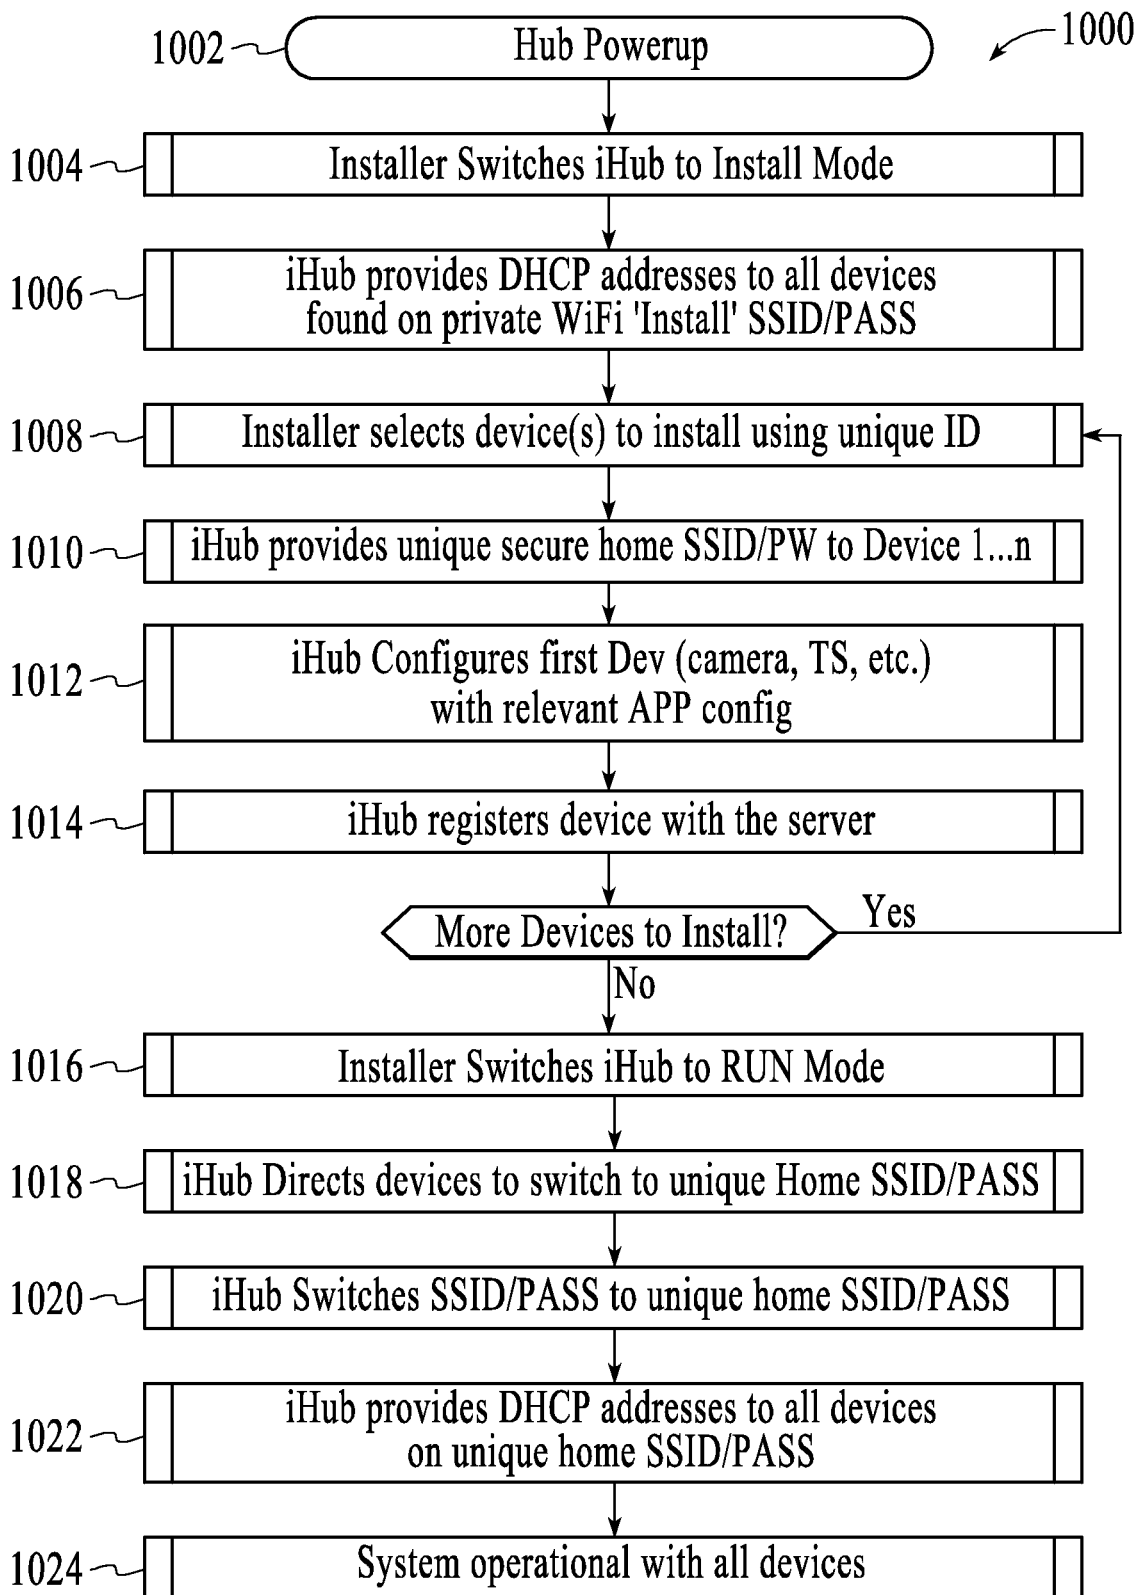 1002
Hub Powerup
1000
1004
Installer Switches iHub to Install Mode
1006
iHub provides DHCP addresses to all devices
found on private WiFi 'Install' SSID/PASS
1008
Installer selects device(s) to install using unique ID
1010
iHub provides unique secure home SSID/PW to Device 1...n
1012
iHub Configures first Dev (camera, TS, etc.)
with relevant APP config
1014
iHub registers device with the server
More Devices to Install?
Yes
No
1016
Installer Switches iHub to RUN Mode
1018
iHub Directs devices to switch to unique Home SSID/PASS
1020
iHub Switches SSID/PASS to unique home SSID/PASS
1022
iHub provides DHCP addresses to all devices
on unique home SSID/PASS
1024
System operational with all devices